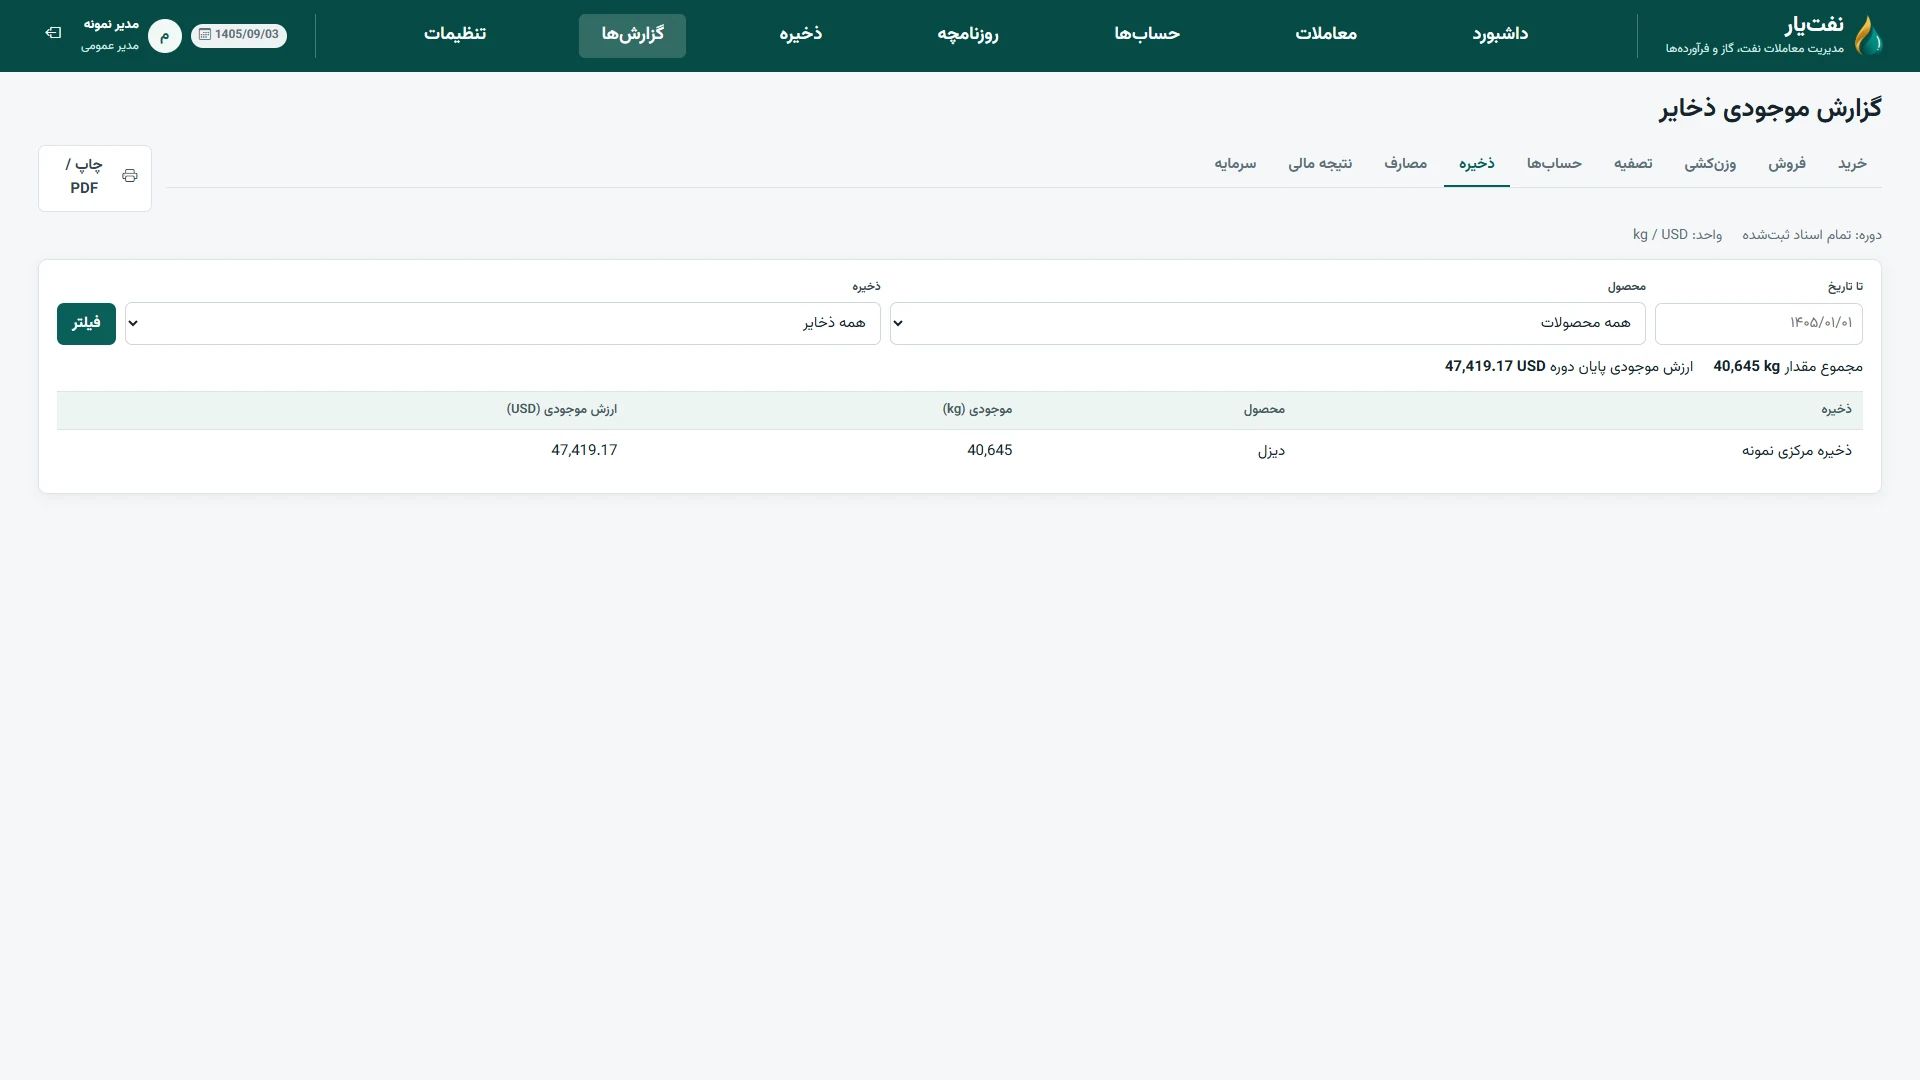 نفت‌یار
مدیریت معاملات نفت، گاز و فرآورده‌ها
داشبورد
معاملات
حساب‌ها
روزنامچه
ذخیره
گزارش‌ها
تنظیمات
1405/09/03
م
مدیر نمونه
مدیر عمومی
گزارش موجودی ذخایر
خرید
فروش
وزن‌کشی
تصفیه
حساب‌ها
ذخیره
مصارف
نتیجه مالی
سرمایه
چاپ /
PDF
دوره: تمام اسناد ثبت‌شده واحد: kg / USD
تا تاریخ
محصول
ذخیره
۱۴۰۵/۰۱/۰۱
همه محصولات
همه ذخایر
فیلتر
مجموع مقدار 40,645 kg ارزش موجودی پایان دوره 47,419.17 USD
ذخیره محصول موجودی (kg) ارزش موجودی (USD)
ذخیره مرکزی نمونه دیزل 40,645 47,419.17